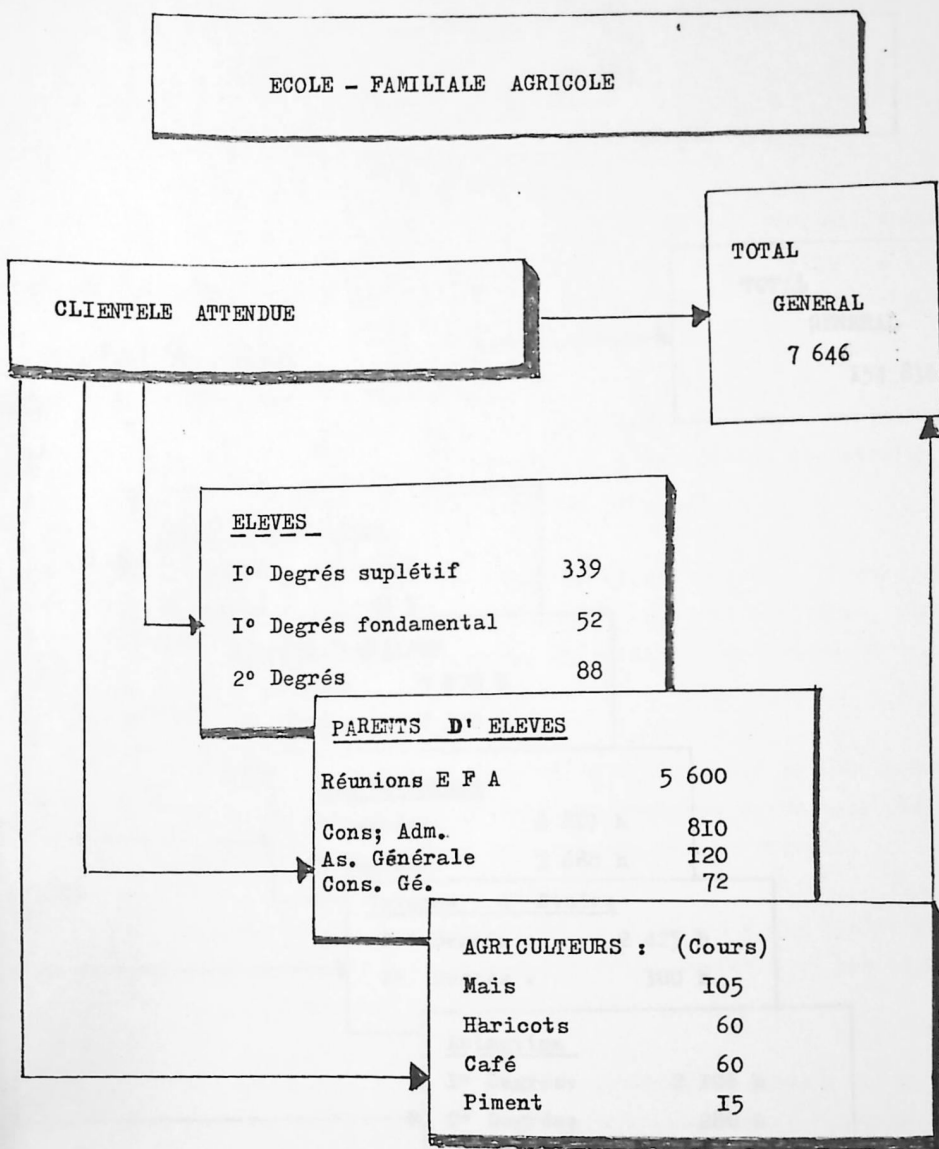 ECOLE - FAMILIALE AGRICOLE
CLIENTELE ATTENDUE
TOTAL
GENERAL
7 646
ELEVES
I° Degrés suplétif 339
I° Degrés fondamental 52
2° Degrés 88
PARENTS D' ELEVES
Réunions E F A 5 600
Cons; Adm. 8I0
As. Générale I20
Cons. Gé. 72
AGRICULTEURS : (Cours)
Mais I05
Haricots 60
Café 60
Piment I5